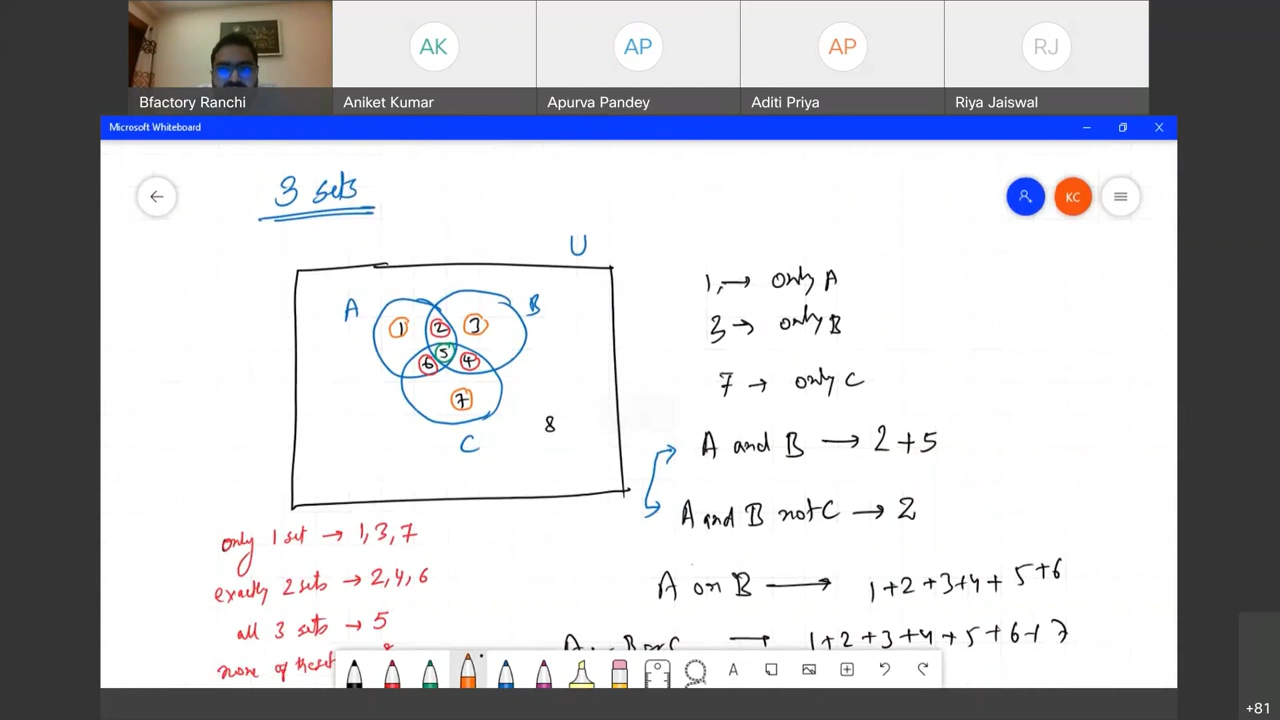 AK
AP
AP
RJ
Bfactory Ranchi
Aniket Kumar
Apurva Pandey
Aditi Priya
Riya Jaiswal
Microsoft Whiteboard
3 sets
KC
U
A
B
1
2
3
5
6
4
7
8
C
1, → only A
3 → only B
7 → only C
A and B → 2 + 5
A and B not C → 2
A or B → 1 + 2 + 3 + 4 + 5 + 6
→ 1 + 2 + 3 + 4 + 5 + 6 + 7
only 1 set → 1, 3, 7
exactly 2 sets → 2, 4, 6
all 3 sets → 5
none of
A
+81